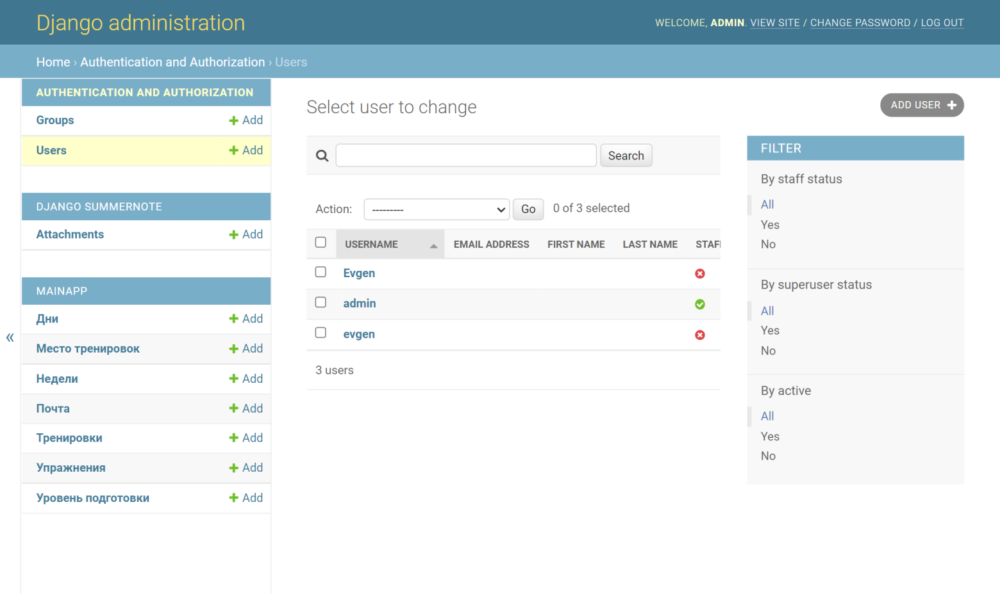 Django administration
WELCOME, ADMIN. VIEW SITE / CHANGE PASSWORD / LOG OUT
Home › Authentication and Authorization › Users
AUTHENTICATION AND AUTHORIZATION
Groups Add
Users Add
DJANGO SUMMERNOTE
Attachments Add
MAINAPP
Дни Add
Место тренировок Add
Недели Add
Почта Add
Тренировки Add
Упражнения Add
Уровень подготовки Add
«
Select user to change
ADD USER
Search
Action: --------- Go 0 of 3 selected
USERNAME EMAIL ADDRESS FIRST NAME LAST NAME STAF
Evgen
admin
evgen
3 users
FILTER
By staff status
All
Yes
No
By superuser status
All
Yes
No
By active
All
Yes
No